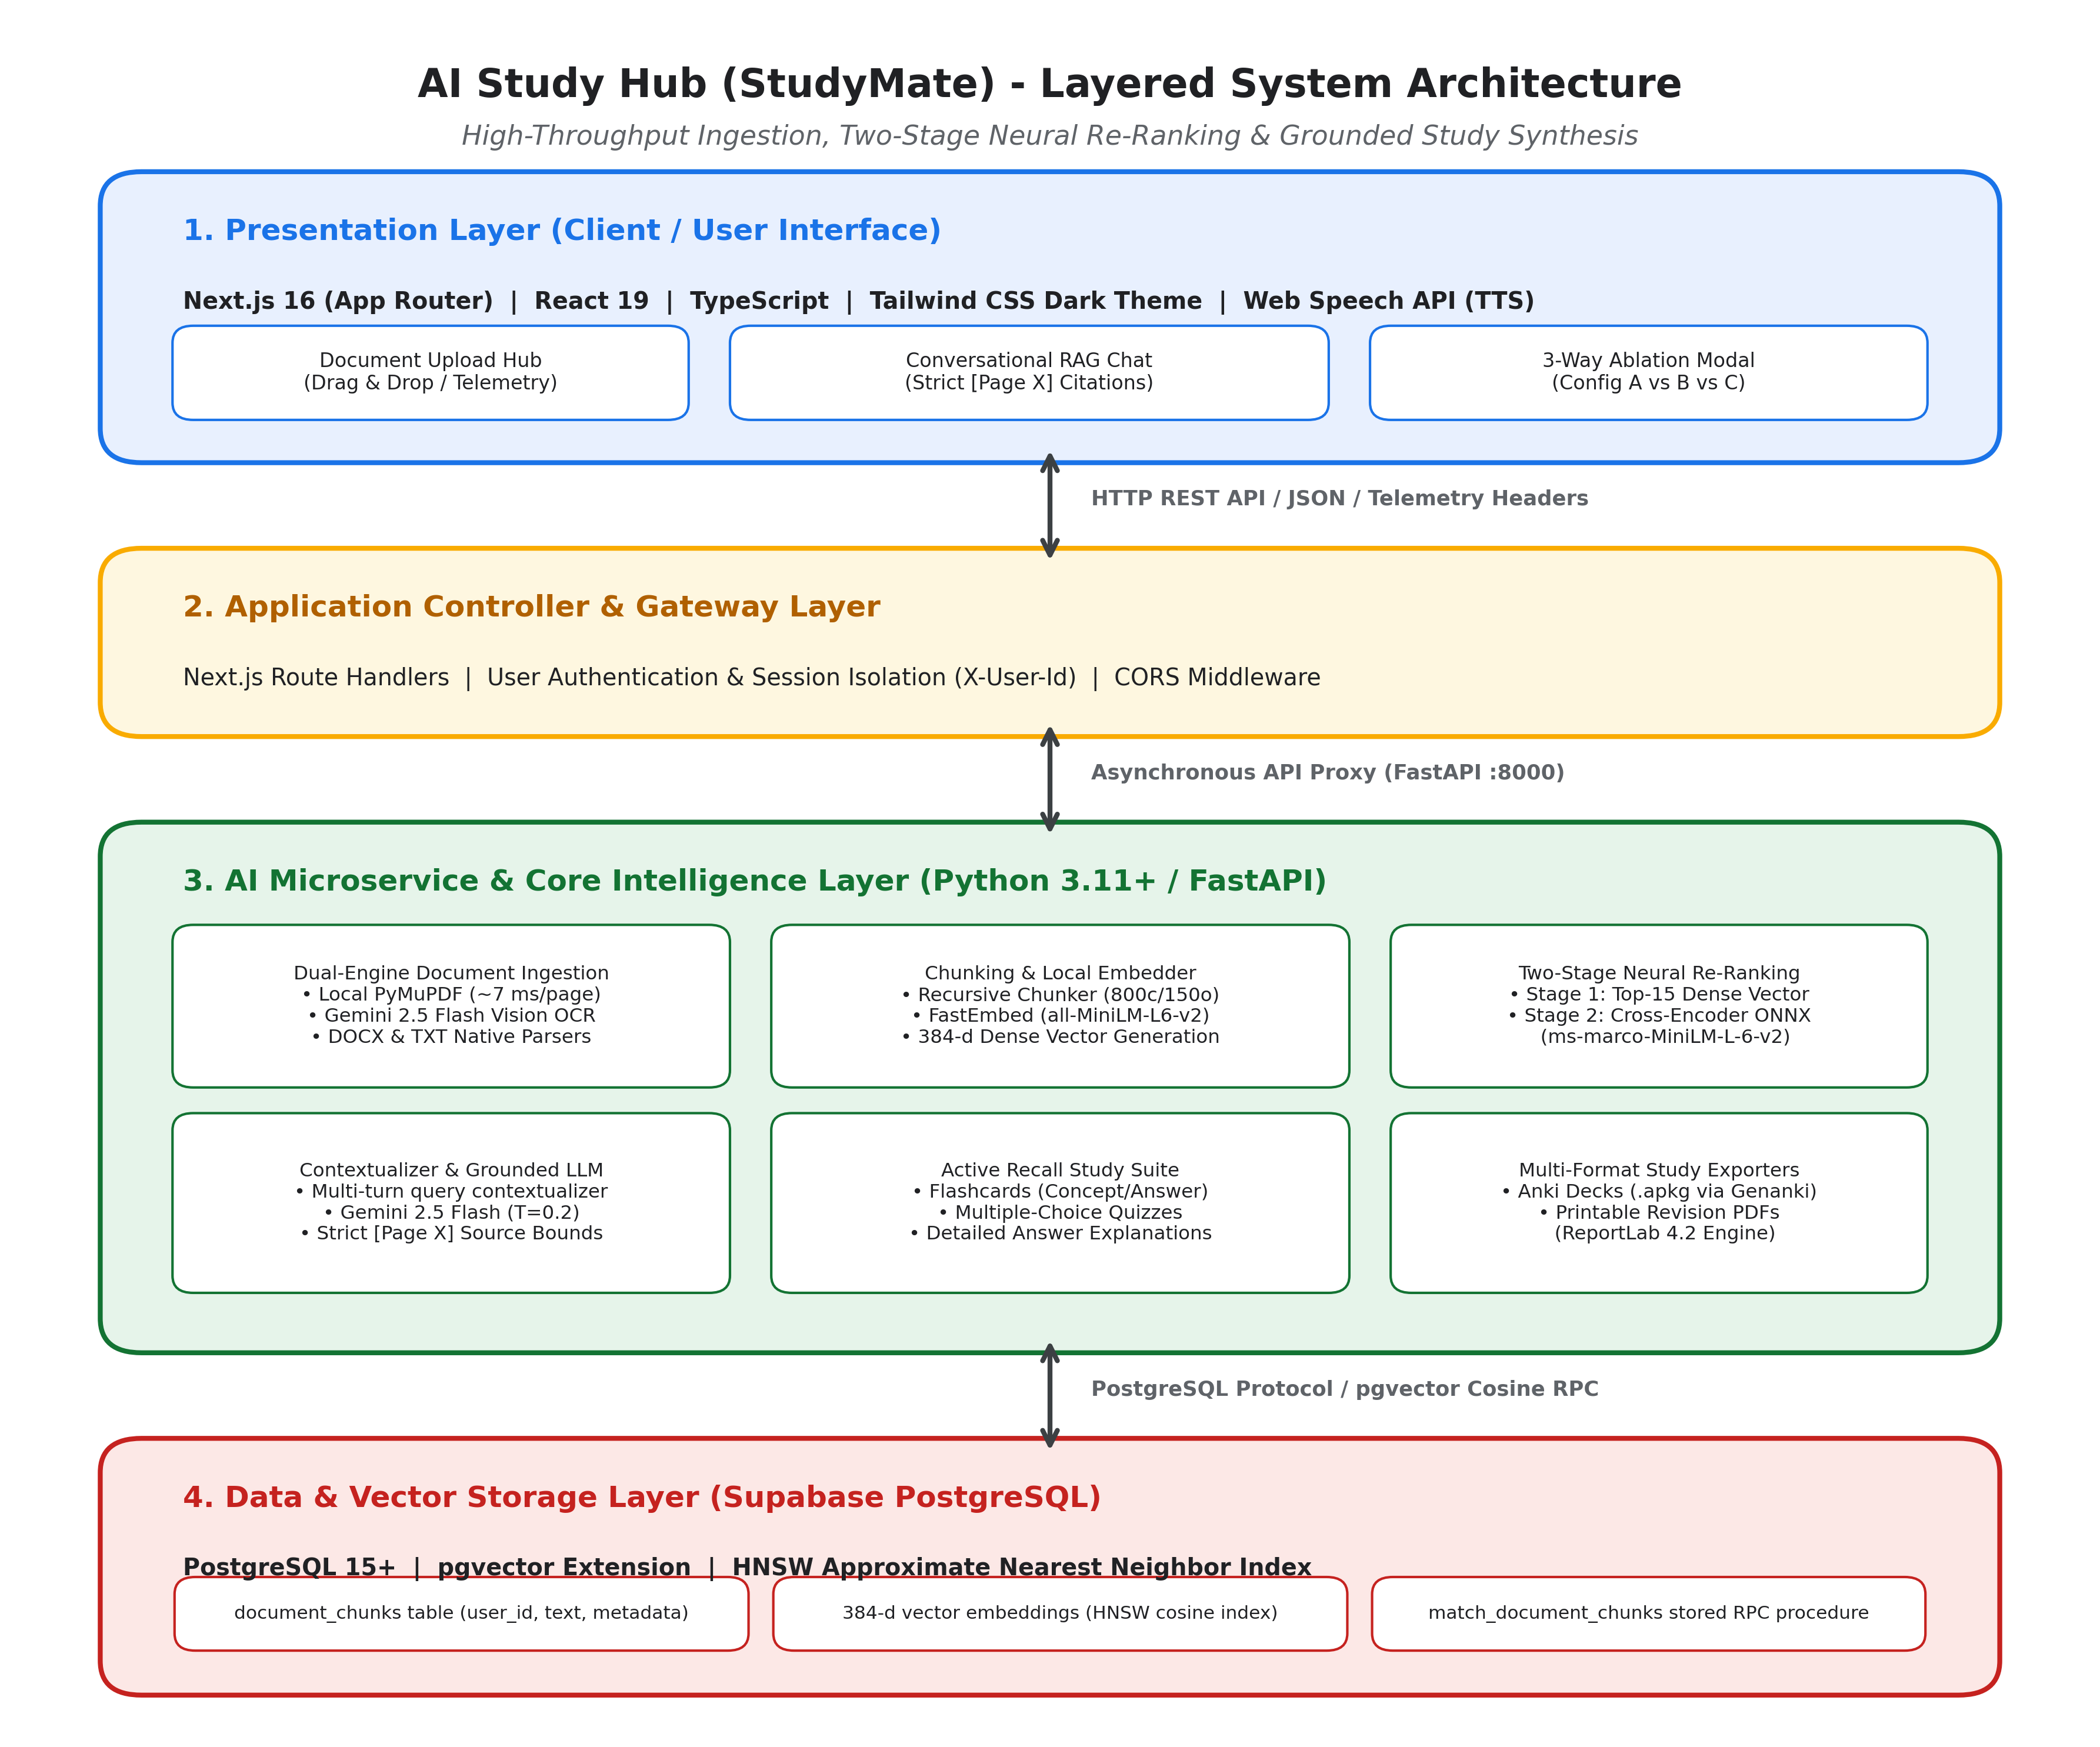 AI Study Hub (StudyMate) - Layered System Architecture
High-Throughput Ingestion, Two-Stage Neural Re-Ranking & Grounded Study Synthesis
1. Presentation Layer (Client / User Interface)
Next.js 16 (App Router) | React 19 | TypeScript | Tailwind CSS Dark Theme | Web Speech API (TTS)
Document Upload Hub
(Drag & Drop / Telemetry)
Conversational RAG Chat
(Strict [Page X] Citations)
3-Way Ablation Modal
(Config A vs B vs C)
HTTP REST API / JSON / Telemetry Headers
2. Application Controller & Gateway Layer
Next.js Route Handlers | User Authentication & Session Isolation (X-User-Id) | CORS Middleware
Asynchronous API Proxy (FastAPI :8000)
3. AI Microservice & Core Intelligence Layer (Python 3.11+ / FastAPI)
Dual-Engine Document Ingestion
• Local PyMuPDF (~7 ms/page)
• Gemini 2.5 Flash Vision OCR
• DOCX & TXT Native Parsers
Chunking & Local Embedder
• Recursive Chunker (800c/150o)
• FastEmbed (all-MiniLM-L6-v2)
• 384-d Dense Vector Generation
Two-Stage Neural Re-Ranking
• Stage 1: Top-15 Dense Vector
• Stage 2: Cross-Encoder ONNX
(ms-marco-MiniLM-L-6-v2)
Contextualizer & Grounded LLM
• Multi-turn query contextualizer
• Gemini 2.5 Flash (T=0.2)
• Strict [Page X] Source Bounds
Active Recall Study Suite
• Flashcards (Concept/Answer)
• Multiple-Choice Quizzes
• Detailed Answer Explanations
Multi-Format Study Exporters
• Anki Decks (.apkg via Genanki)
• Printable Revision PDFs
(ReportLab 4.2 Engine)
PostgreSQL Protocol / pgvector Cosine RPC
4. Data & Vector Storage Layer (Supabase PostgreSQL)
PostgreSQL 15+ | pgvector Extension | HNSW Approximate Nearest Neighbor Index
document_chunks table (user_id, text, metadata)
384-d vector embeddings (HNSW cosine index)
match_document_chunks stored RPC procedure